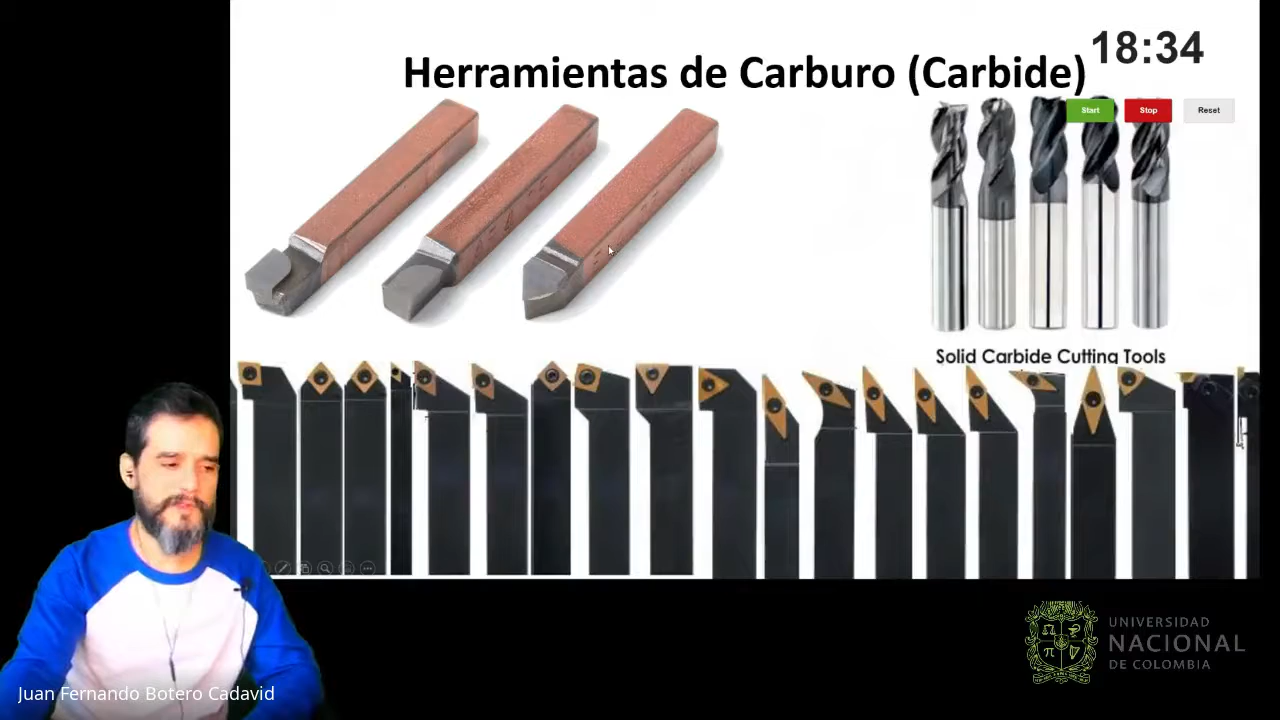 18:34
Herramientas de Carburo (Carbide)
Start
Stop
Reset
Solid Carbide Cutting Tools
UNIVERSIDAD
NACIONAL
DE COLOMBIA
Juan Fernando Botero Cadavid